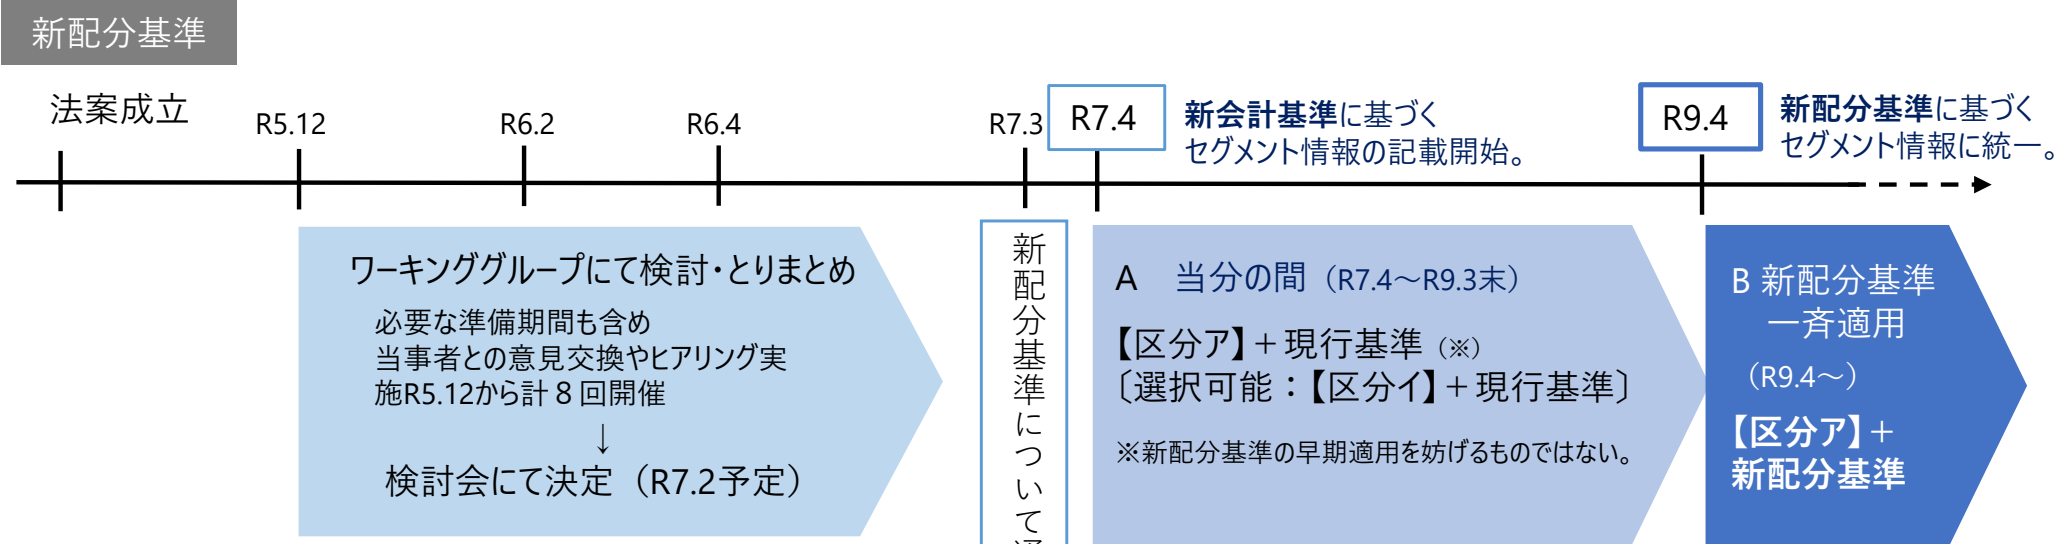 新配分基準
法案成立
R5.12
R6.2
R6.4
R7.3
R7.4
新会計基準に基づく
セグメント情報の記載開始。
R9.4
新配分基準に基づく
セグメント情報に統一。
ワーキンググループにて検討・とりまとめ
必要な準備期間も含め
当事者との意見交換やヒアリング実
施R5.12から計８回開催
↓
検討会にて決定（R7.2予定）
新配分基準について
A　当分の間（R7.4～R9.3末）
【区分ア】＋現行基準（※）
〔選択可能：【区分イ】＋現行基準〕
※新配分基準の早期適用を妨げるものではない。
B 新配分基準
一斉適用
（R9.4～）
【区分ア】＋
新配分基準